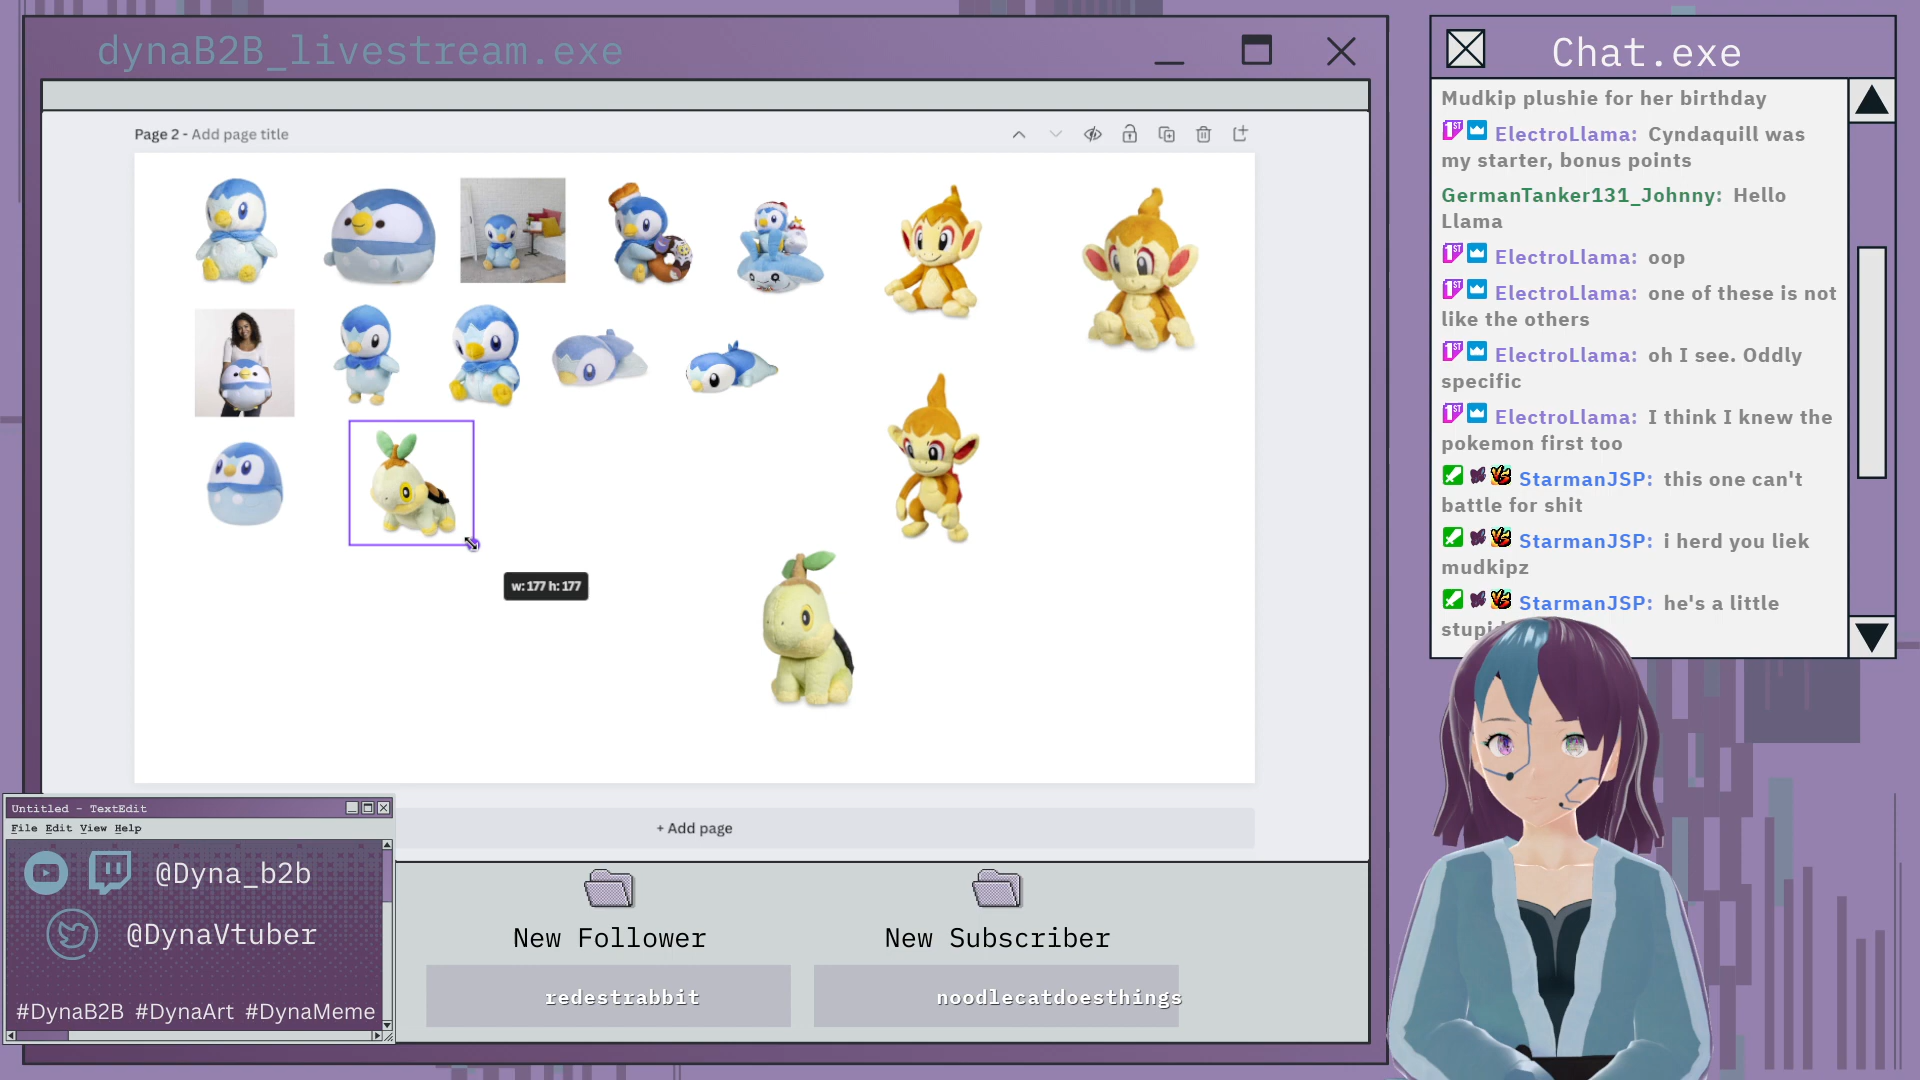 dynaB2B_livestream.exe
Page 2 - Add page title
w: 177 h: 177
+ Add page
Chat.exe
Mudkip plushie for her birthday
ElectroLlama: Cyndaquill was
my starter, bonus points
GermanTanker131_Johnny: Hello
Llama
ElectroLlama: oop
ElectroLlama: one of these is not
like the others
ElectroLlama: oh I see. Oddly
specific
ElectroLlama: I think I knew the
pokemon first too
StarmanJSP: this one can't
battle for shit
StarmanJSP: i herd you liek
mudkipz
StarmanJSP: he's a little
Untitled - TextEdit
File Edit View Help
@Dyna_b2b
@DynaVtuber
#DynaB2B #DynaArt #DynaMeme
New Follower
redestrabbit
New Subscriber
noodlecatdoesthings